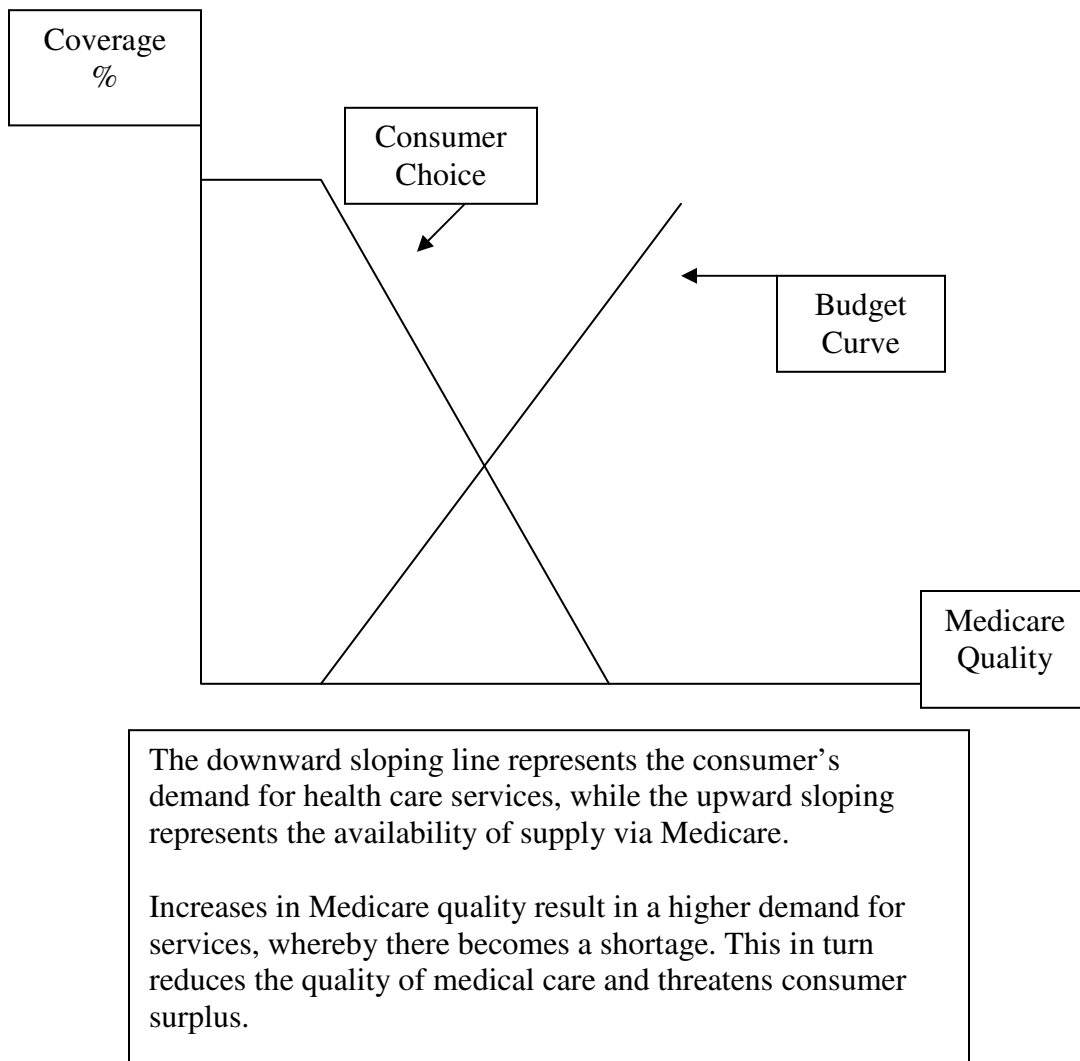 Coverage
%
Consumer
Choice
Budget
Curve
Medicare
Quality
The downward sloping line represents the consumer’s
demand for health care services, while the upward sloping
represents the availability of supply via Medicare.
Increases in Medicare quality result in a higher demand for
services, whereby there becomes a shortage. This in turn
reduces the quality of medical care and threatens consumer
surplus.